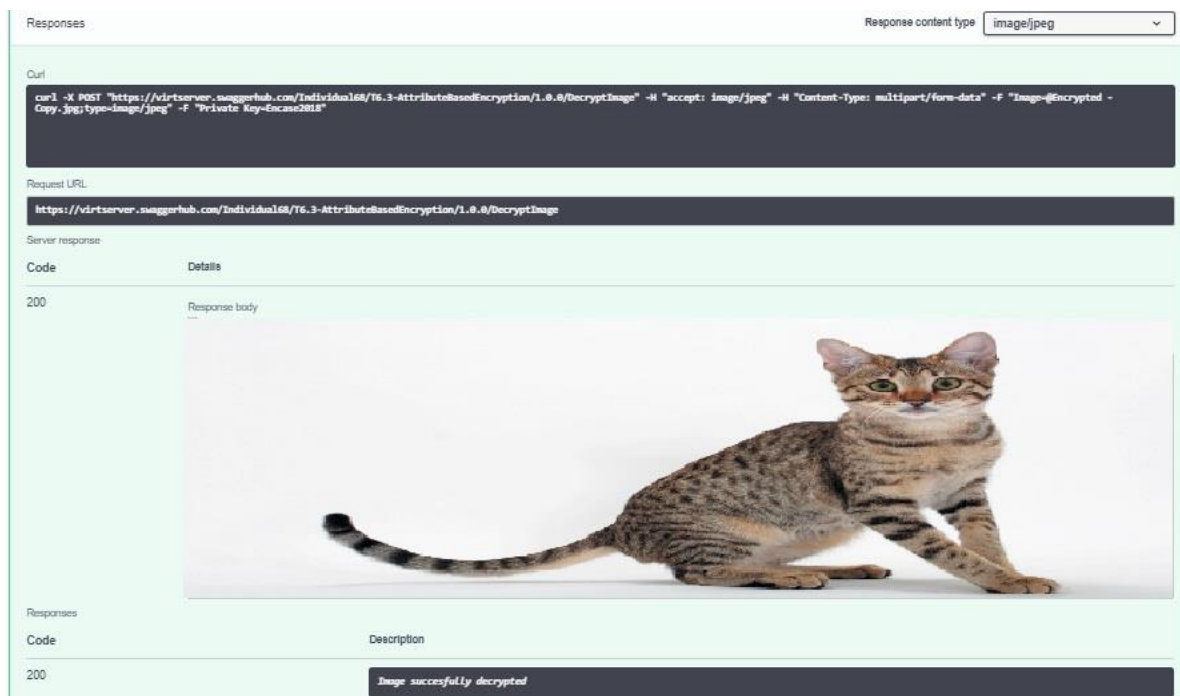 Responses
Response content type image/jpeg
Curl
curl -X POST "https://virtserver.swaggerhub.com/Individual68/T6.3-AttributeBasedEncryption/1.0.0/DecryptImage" -H "accept: image/jpeg" -H "Content-Type: multipart/form-data" -F "Image=@Encrypted -
Copy.jpg;type=image/jpeg" -F "Private Key=Encase2018"
Request URL
https://virtserver.swaggerhub.com/Individual68/T6.3-AttributeBasedEncryption/1.0.0/DecryptImage
Server response
Code Details
200
Response body
Responses
Code Description
200
Image succesfully decrypted